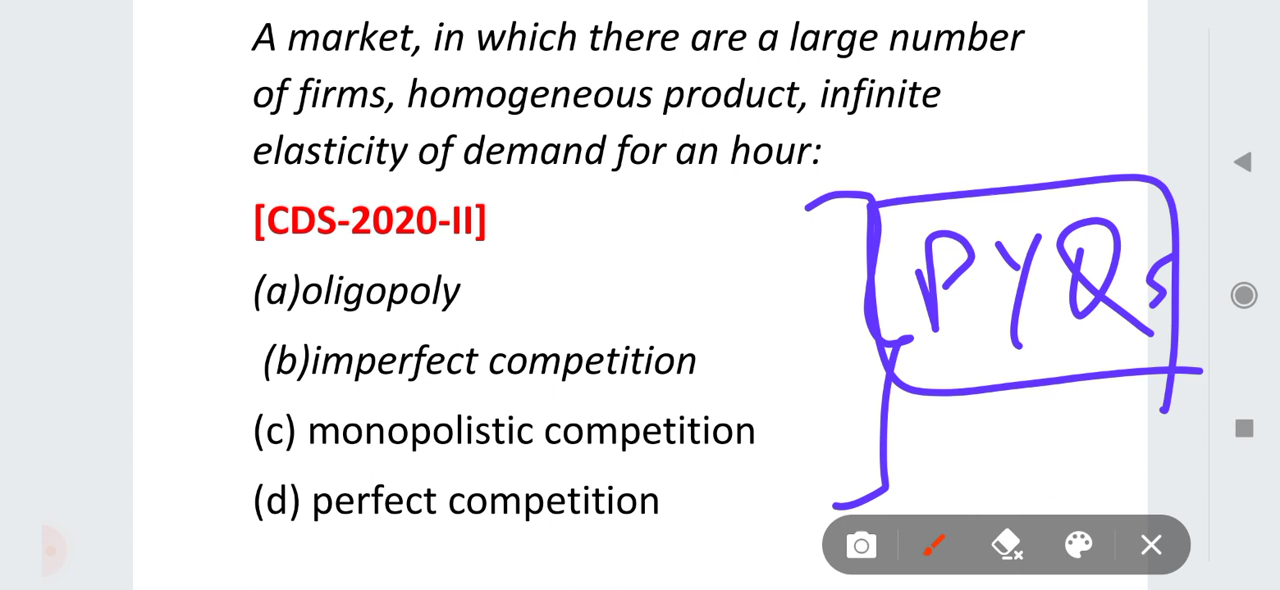 A market, in which there are a large number
of firms, homogeneous product, infinite
elasticity of demand for an hour:
[CDS-2020-II]
(a)oligopoly
(b)imperfect competition
(c) monopolistic competition
(d) perfect competition
PYQs